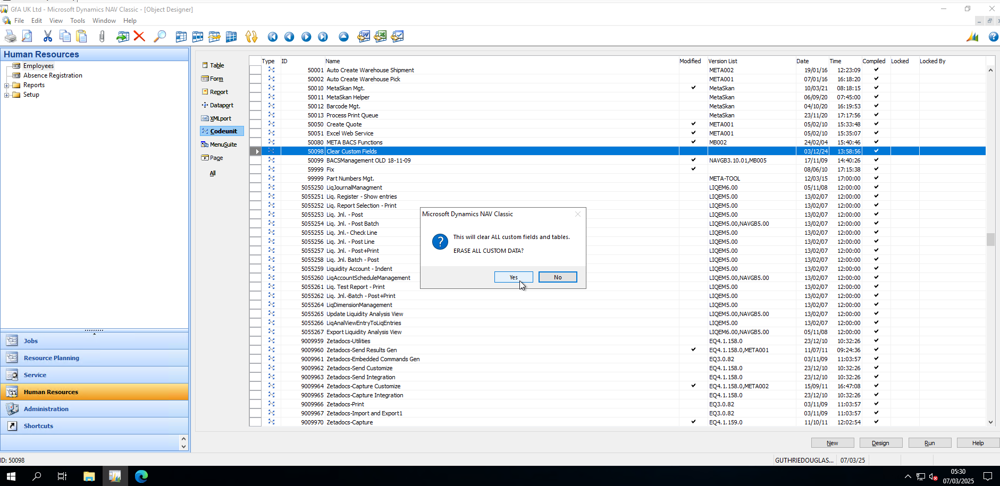 GfA UK Ltd - Microsoft Dynamics NAV Classic - [Object Designer]
File Edit View Tools Window Help
Human Resources
Employees
Absence Registration
Reports
Setup
Jobs
Resource Planning
Service
Human Resources
Administration
Shortcuts
Table
Form
Report
Dataport
XMLport
Codeunit
MenuSuite
Page
All
Type ID Name Modified Version List Date Time Compiled Locked Locked By
50001 Auto Create Warehouse Shipment META002 19/01/16 12:23:09
50002 Auto Create Warehouse Pick META001 07/01/16 16:18:20
50010 MetaSkan Mgt. MetaSkan 10/03/21 08:18:15
50011 MetaSkan Helper MetaSkan 06/09/20 07:45:00
50012 Barcode Mgt. MetaSkan 04/10/20 16:19:53
50013 Process Print Queue MetaSkan 23/11/20 17:17:56
50050 Create Quote META001 05/02/10 15:33:48
50051 Excel Web Service META001 05/02/10 15:35:07
50080 META BACS Functions MB002 24/02/04 15:40:46
50098 Clear Custom Fields 03/12/24 13:58:56
50099 BACSManagement OLD 18-11-09 NAVGB3.10.01,MB005 17/11/09 14:40:26
59999 Fix 08/06/10 17:15:38
99999 Part Numbers Mgt. META-TOOL 12/03/15 17:00:00
5055250 LiqJournalManagment LIQEM6.00 05/11/08 12:00:00
5055251 Liq. Register - Show entries LIQEM5.00 13/02/07 12:00:00
5055252 Liq. Report Selection - Print LIQEM5.00 13/02/07 12:00:00
5055253 Liq. Jnl. - Post LIQEM5.00 13/02/07 12:00:00
5055254 Liq. Jnl. - Post Batch LIQEM5.00,NAVGB5.00 13/02/07 12:00:00
5055255 Liq. Jnl.- Check Line LIQEM5.00 13/02/07 12:00:00
5055256 Liq. Jnl. - Post Line LIQEM5.00 13/02/07 12:00:00
5055257 Liq. Jnl. - Post+Print LIQEM5.00 13/02/07 12:00:00
5055258 Liq. Jnl. Batch - Post LIQEM5.00 13/02/07 12:00:00
5055259 Liquidity Account - Indent LIQEM5.00 13/02/07 12:00:00
5055260 LiqAccountScheduleManagement LIQEM5.00,NAVGB5.00 13/02/07 12:00:00
5055261 Liq. Test Report - Print LIQEM5.00 13/02/07 12:00:00
5055262 Liq. Jnl.-Batch - Post+Print LIQEM5.00 13/02/07 12:00:00
5055264 LiqDimensionManagement LIQEM5.00 13/02/07 12:00:00
5055265 Update Liquidity Analysis View LIQEM5.00,NAVGB5.00 13/02/07 12:00:00
5055266 LiqAnalViewEntryToLiqEntries LIQEM5.00 13/02/07 12:00:00
5055267 Export Liquidity Analysis View LIQEM6.00,NAVGB5.00 05/11/08 12:00:00
9009959 Zetadocs-Utilities EQ4.1.158.0 23/12/10 10:32:26
9009960 Zetadocs-Send Results Gen EQ4.1.158.0,META001 11/07/11 09:24:36
9009961 Zetadocs-Embedded Commands Gen EQ3.0.82 03/11/09 11:03:57
9009962 Zetadocs-Send Customize EQ4.1.158.0 23/12/10 10:32:26
9009963 Zetadocs-Send Integration EQ4.1.158.0 23/12/10 10:32:26
9009964 Zetadocs-Capture Customize EQ4.1.158.0,META002 15/09/11 16:47:08
9009965 Zetadocs-Capture Integration EQ4.1.158.0 23/12/10 10:32:26
9009966 Zetadocs-Print EQ3.0.82 03/11/09 11:03:57
9009967 Zetadocs-Import and Export1 EQ3.0.82 03/11/09 11:03:57
9009970 Zetadocs-Capture EQ4.1.159.0 11/10/11 12:02:54
Microsoft Dynamics NAV Classic
This will clear ALL custom fields and tables.
ERASE ALL CUSTOM DATA?
Yes No
New Design Run Help
ID: 50098 GUTHRIEDOUGLAS... 07/03/25
05:30
07/03/2025